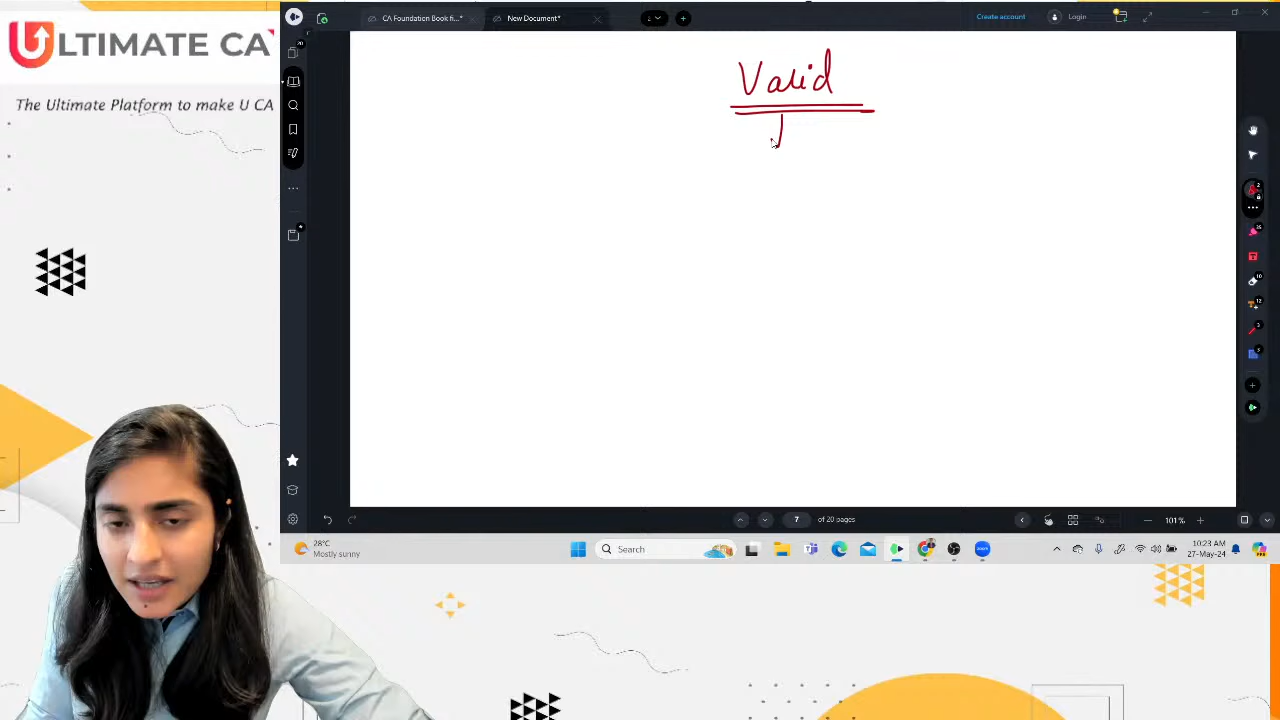 ULTIMATE CA
The Ultimate Platform to make U CA
CA Foundation Book fi...*
New Document*
Create account
Login
Valid
7 of 20 pages
101%
28°C
Mostly sunny
Search
10:23 AM
27-May-24